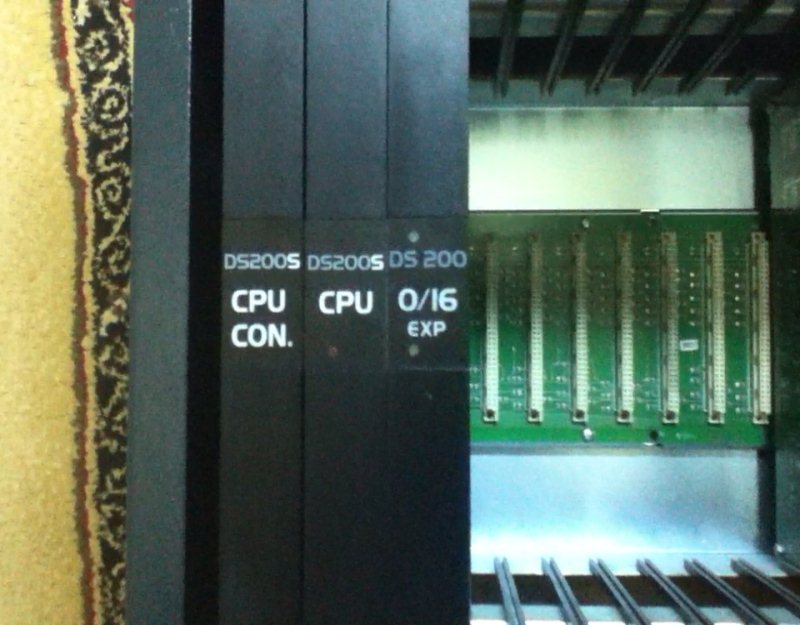 DS200S
CPU
CON.
DS200S
CPU
DS 200
0/16
EXP